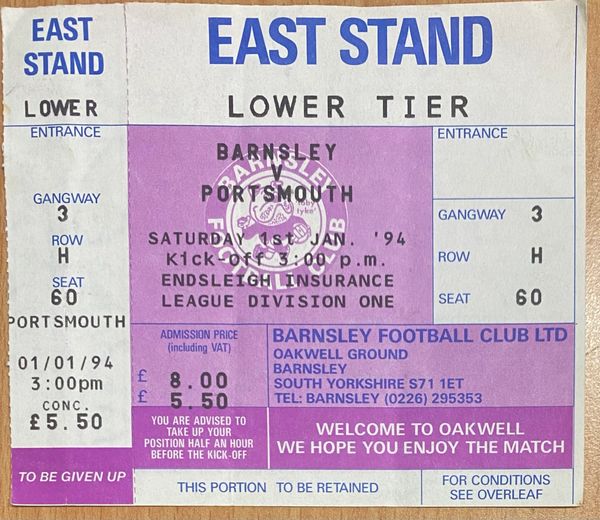 EAST
STAND
LOWER
ENTRANCE
GANGWAY
3
ROW
H
SEAT
60
PORTSMOUTH
01/01/94
3:00pm
CONC.
£5.50
TO BE GIVEN UP
EAST STAND
LOWER TIER
BARNSLEY
V
PORTSMOUTH
SATURDAY 1st JAN. '94
Kick-off 3:00 p.m.
ENDSLEIGH INSURANCE
LEAGUE DIVISION ONE
BARNSLEY
FOOTBALL CLUB
toby
tyke
ENTRANCE
GANGWAY 3
ROW H
SEAT 60
ADMISSION PRICE
(including VAT)
£ 8.00
£ 5.50
BARNSLEY FOOTBALL CLUB LTD
OAKWELL GROUND
BARNSLEY
SOUTH YORKSHIRE S71 1ET
TEL: BARNSLEY (0226) 295353
YOU ARE ADVISED TO
TAKE UP YOUR
POSITION HALF AN HOUR
BEFORE THE KICK-OFF
WELCOME TO OAKWELL
WE HOPE YOU ENJOY THE MATCH
THIS PORTION TO BE RETAINED
FOR CONDITIONS
SEE OVERLEAF